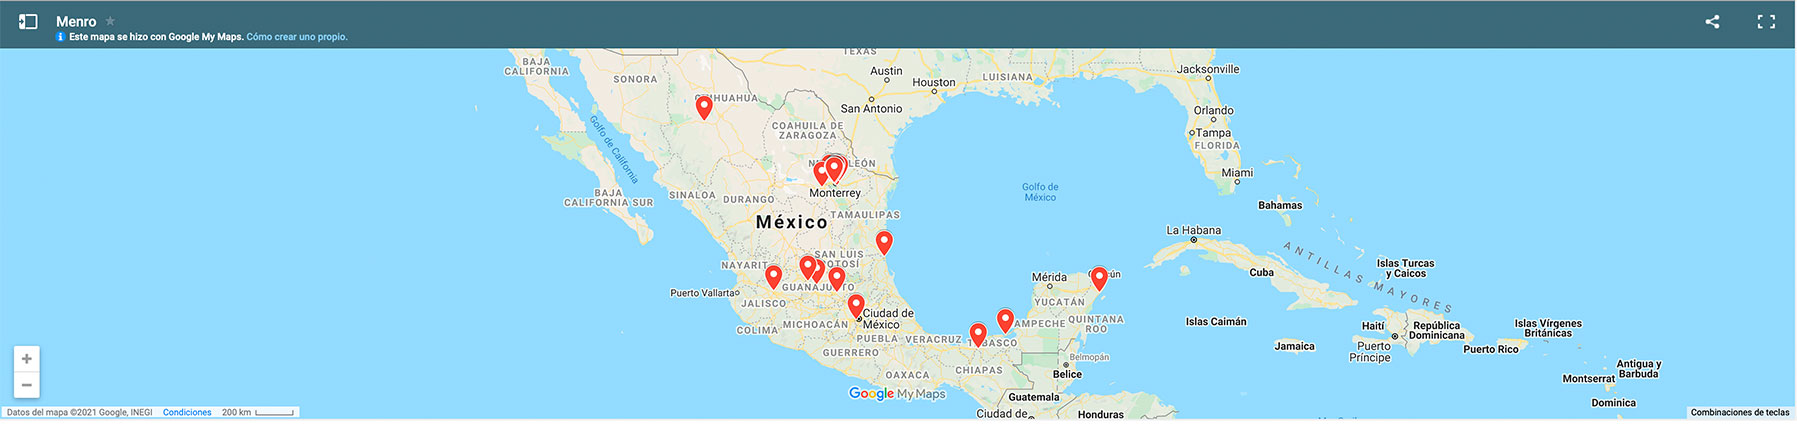 Menro
Este mapa se hizo con Google My Maps. Cómo crear uno propio.
TEXAS
BAJA
CALIFORNIA
SONORA
Austin
Houston
LUISIANA
Jacksonville
San Antonio
Orlando
Tampa
FLORIDA
Miami
COAHUILA DE
ZARAGOZA
Golfo de California
Monterrey
BAJA
CALIFORNIA SUR
SINALOA
DURANGO
TAMAULIPAS
México
Golfo de
México
Bahamas
La Habana
Cuba
ANTILLAS MAYORES
Islas Turcas
y Caicos
NAYARIT
SAN LUIS
POTOSÍ
GUANAJUATO
Puerto Vallarta
JALISCO
COLIMA
MICHOACÁN
Ciudad de
México
PUEBLA
VERACRUZ
GUERRERO
OAXACA
TABASCO
CHIAPAS
Mérida
YUCATÁN
QUINTANA
ROO
Belmopán
Belice
Guatemala
Honduras
Ciudad de
Islas Caimán
Jamaica
Haití
Puerto
Príncipe
República
Dominicana
Puerto Rico
Islas Vírgenes
Británicas
Antigua y
Barbuda
Montserrat
Dominica
+
−
Google My Maps
Datos del mapa ©2021 Google, INEGI
Condiciones
200 km
Combinaciones de teclas